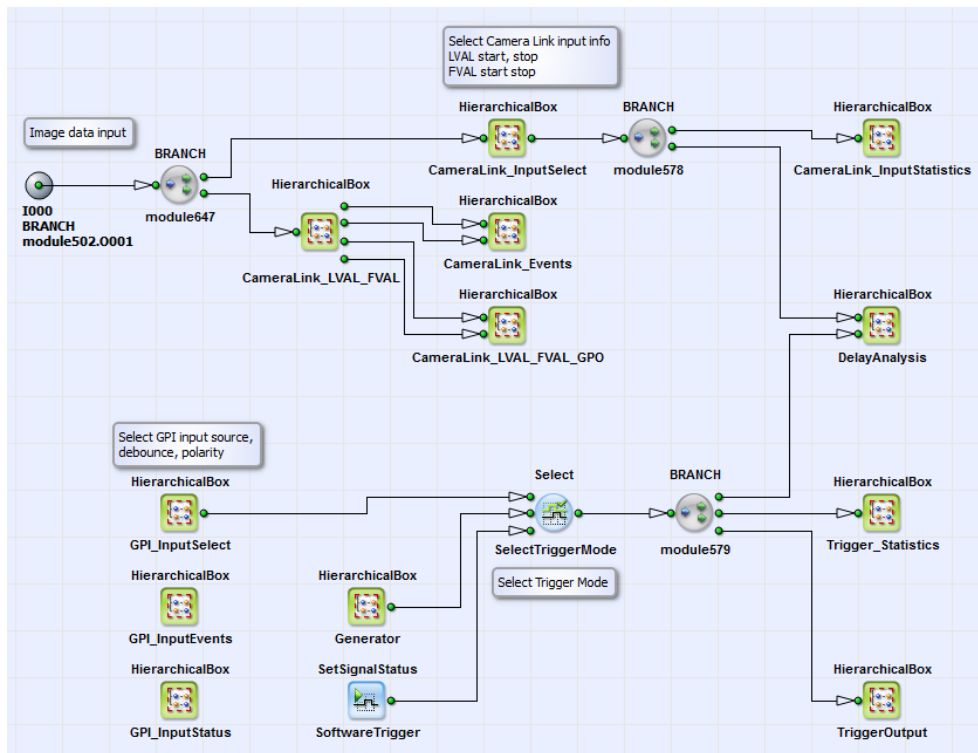 Select Camera Link input info
LVAL start, stop
FVAL start stop
Image data input
HierarchicalBox
CameraLink_InputSelect
BRANCH
module578
HierarchicalBox
CameraLink_InputStatistics
BRANCH
module647
I000
BRANCH
module502.O001
HierarchicalBox
CameraLink_LVAL_FVAL
HierarchicalBox
CameraLink_Events
HierarchicalBox
CameraLink_LVAL_FVAL_GPO
HierarchicalBox
DelayAnalysis
Select GPI input source,
debounce, polarity
HierarchicalBox
GPI_InputSelect
Select
SelectTriggerMode
Select Trigger Mode
BRANCH
module579
HierarchicalBox
Trigger_Statistics
HierarchicalBox
GPI_InputEvents
HierarchicalBox
Generator
HierarchicalBox
GPI_InputStatus
SetSignalStatus
SoftwareTrigger
HierarchicalBox
TriggerOutput